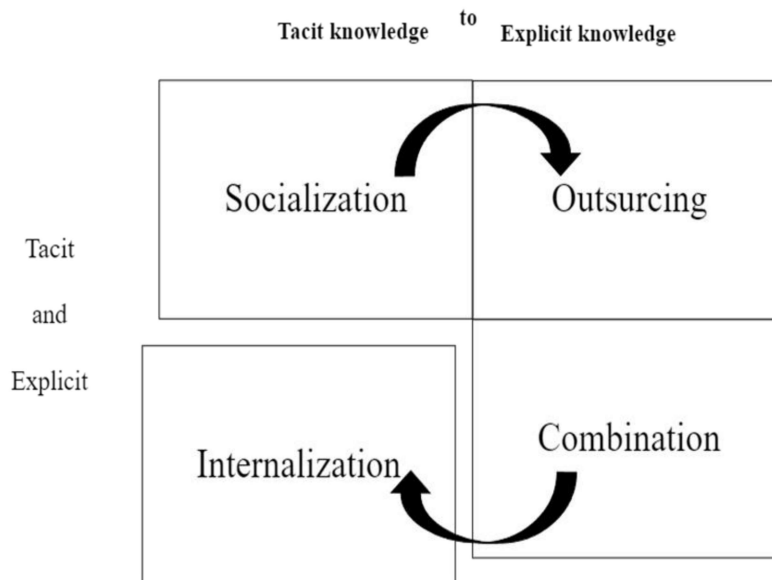 Tacit knowledge to Explicit knowledge
Socialization
Outsurcing
Tacit
and
Explicit
Internalization
Combination